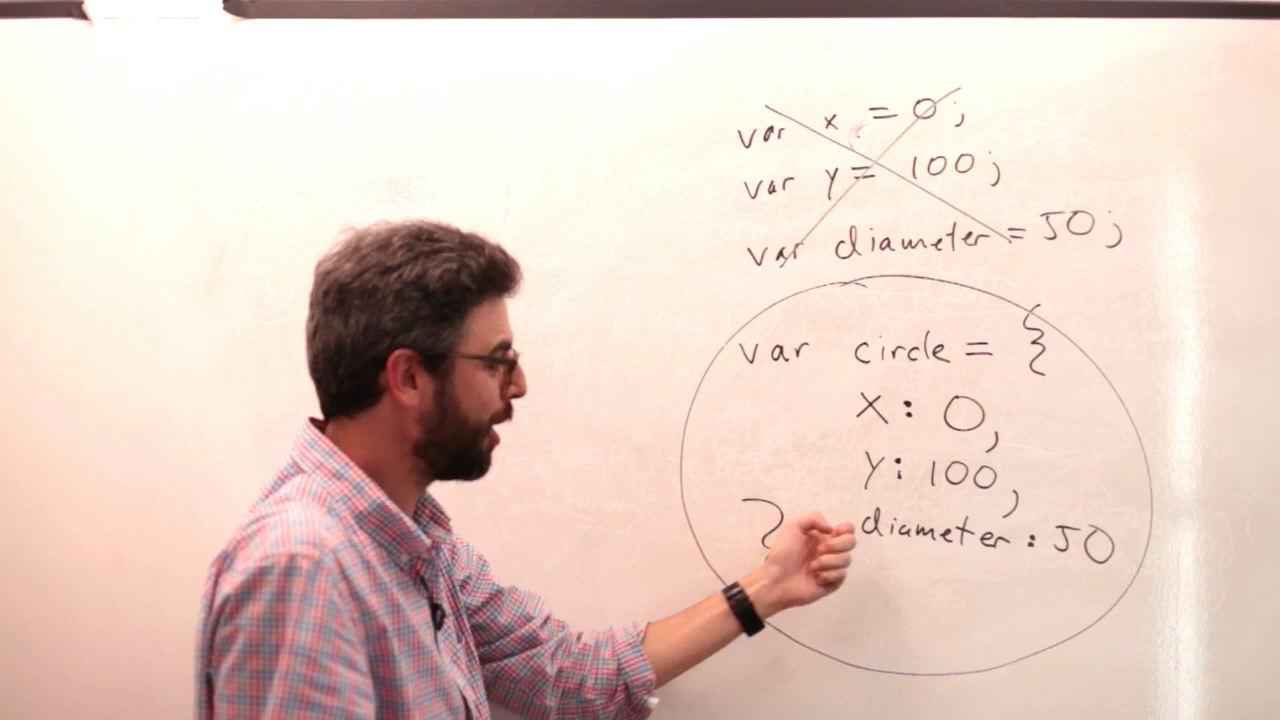 var x = 0;
var y = 100;
var diameter = 50;
var circle = {
x: 0,
y: 100,
diameter: 50
}